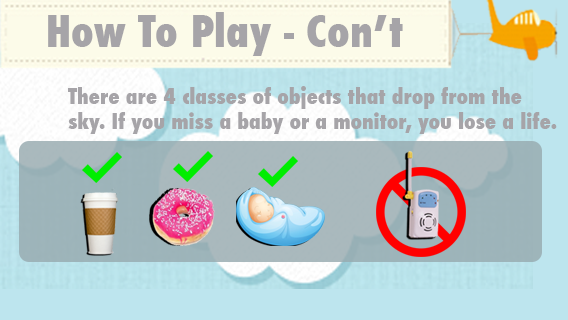 How To Play - Con't
There are 4 classes of objects that drop from the
sky. If you miss a baby or a monitor, you lose a life.